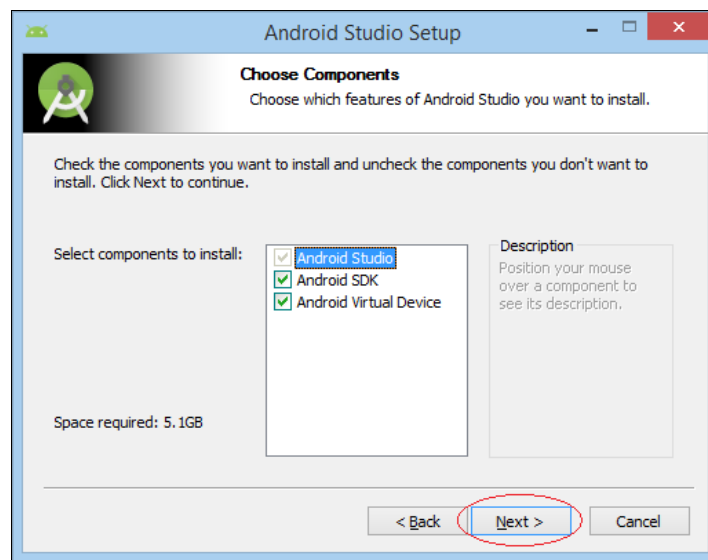 Android Studio Setup
Choose Components
Choose which features of Android Studio you want to install.
Check the components you want to install and uncheck the components you don't want to
install. Click Next to continue.
Select components to install:
Android Studio
Android SDK
Android Virtual Device
Description
Position your mouse
over a component to
see its description.
Space required: 5.1GB
< Back
Next >
Cancel